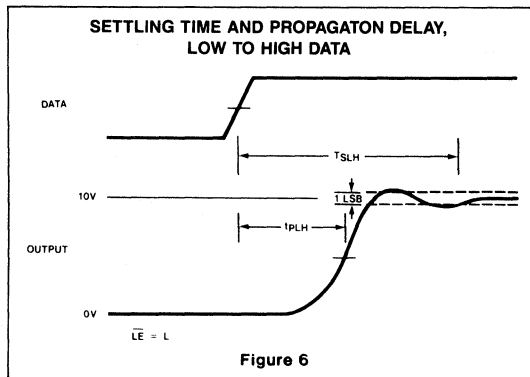 SETTLING TIME AND PROPAGATON DELAY,
LOW TO HIGH DATA
DATA
TSLH
10V
1 LSB
tPLH
OUTPUT
0V
LE = L
Figure 6